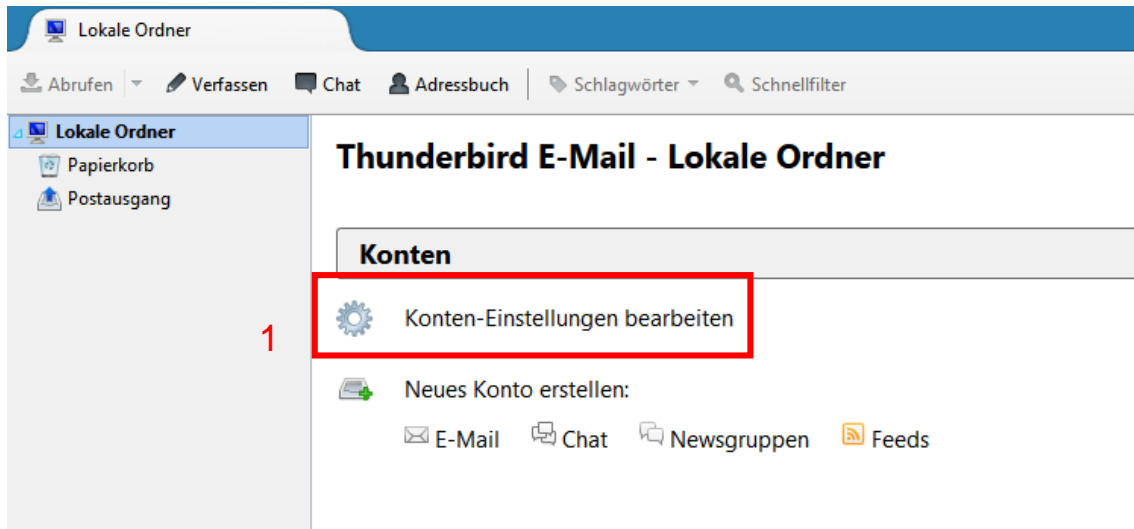 Lokale Ordner
Abrufen Verfassen Chat Adressbuch Schlagwörter Schnellfilter
Lokale Ordner
Papierkorb
Postausgang
Thunderbird E-Mail - Lokale Ordner
Konten
1
Konten-Einstellungen bearbeiten
Neues Konto erstellen:
E-Mail Chat Newsgruppen Feeds